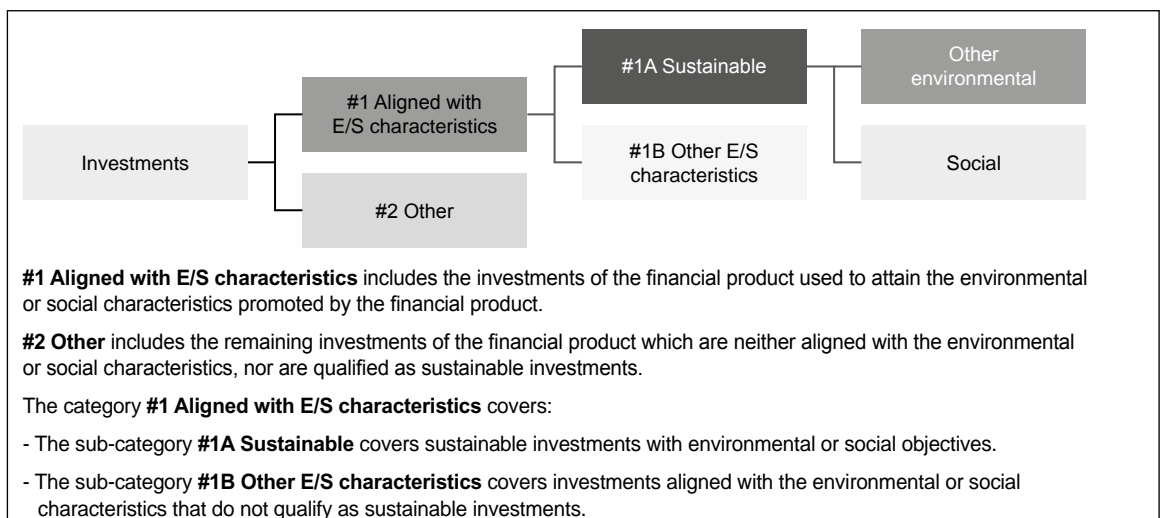 #1A Sustainable
Other
environmental
#1 Aligned with
E/S characteristics
Investments
#1B Other E/S
characteristics
Social
#2 Other
#1 Aligned with E/S characteristics includes the investments of the financial product used to attain the environmental
or social characteristics promoted by the financial product.
#2 Other includes the remaining investments of the financial product which are neither aligned with the environmental
or social characteristics, nor are qualified as sustainable investments.
The category #1 Aligned with E/S characteristics covers:
- The sub-category #1A Sustainable covers sustainable investments with environmental or social objectives.
- The sub-category #1B Other E/S characteristics covers investments aligned with the environmental or social
characteristics that do not qualify as sustainable investments.